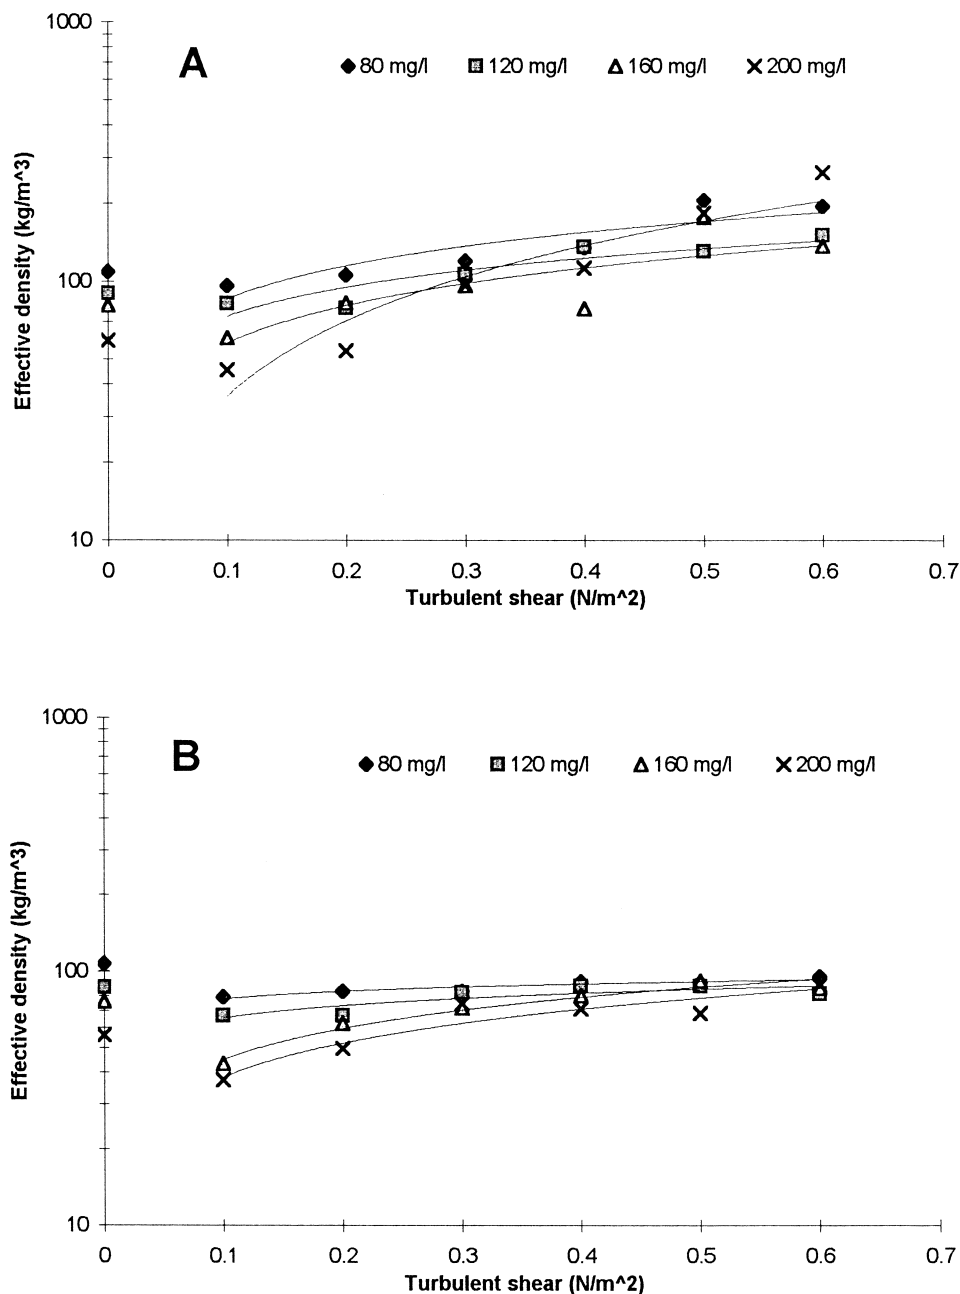 1000
A
80 mg/l 120 mg/l 160 mg/l 200 mg/l
Effective density (kg/m^3)
100
10
0 0.1 0.2 0.3 0.4 0.5 0.6 0.7
Turbulent shear (N/m^2)
1000
B
80 mg/l 120 mg/l 160 mg/l 200 mg/l
Effective density (kg/m^3)
100
10
0 0.1 0.2 0.3 0.4 0.5 0.6 0.7
Turbulent shear (N/m^2)